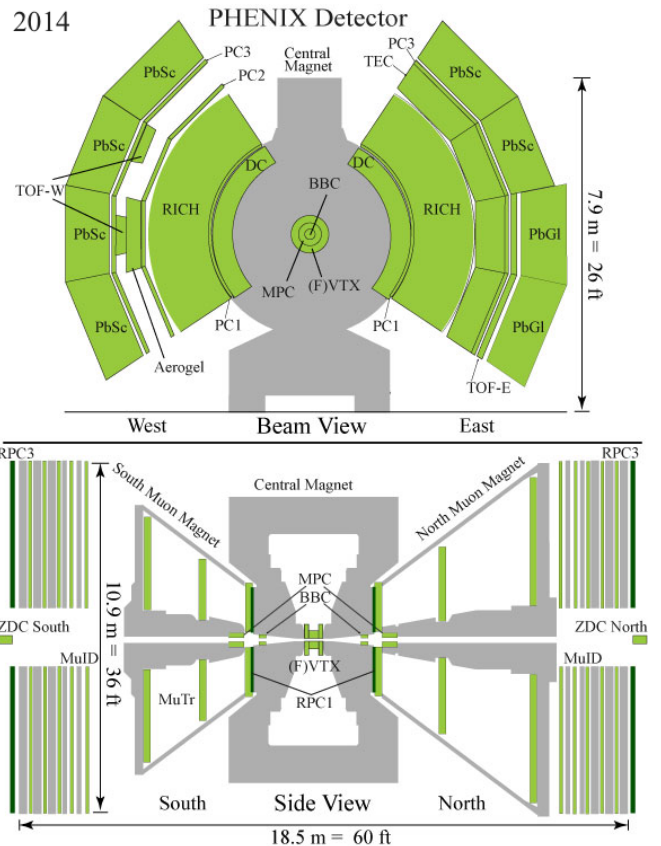 2014
PHENIX Detector
Central
Magnet
PC3
PC2
PbSc
PbSc
TOF-W
PbSc
PbSc
Aerogel
RICH
DC
PC1
BBC
MPC
(F)VTX
DC
PC1
RICH
TEC
PC3
PbSc
PbSc
PbGl
PbGl
TOF-E
7.9 m = 26 ft
West
Beam View
East
RPC3
South Muon Magnet
Central Magnet
North Muon Magnet
RPC3
10.9 m = 36 ft
MPC
BBC
ZDC South
ZDC North
MuID
(F)VTX
MuID
MuTr
RPC1
South
Side View
North
18.5 m = 60 ft